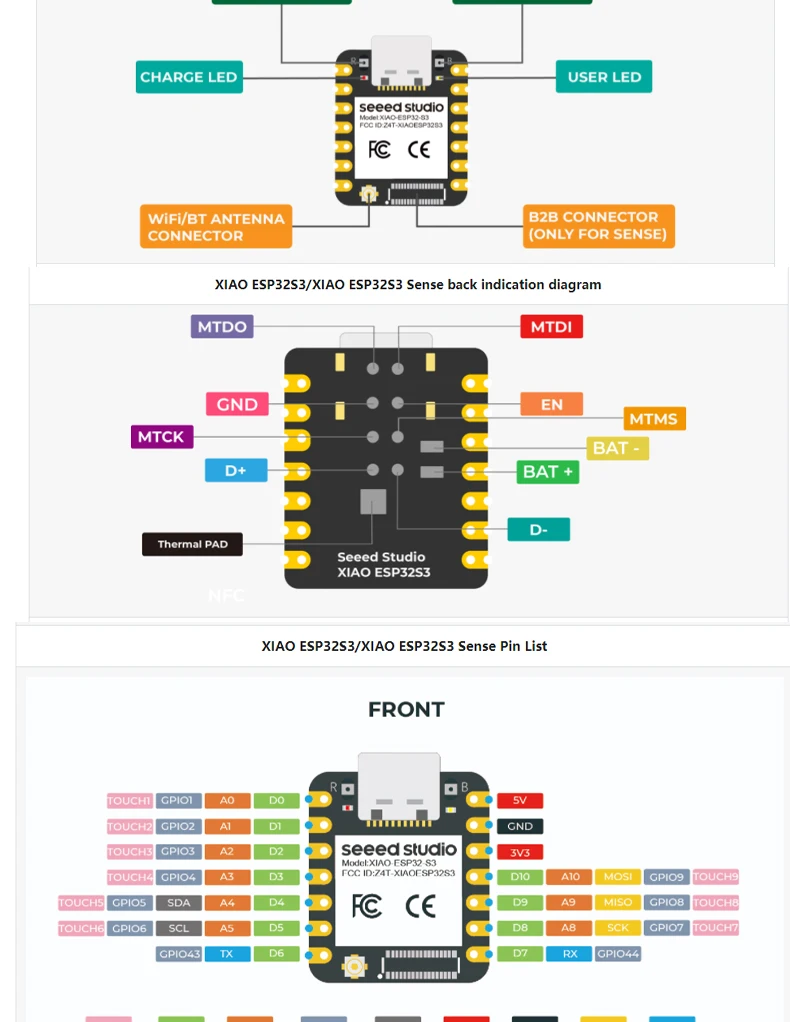 R B
CHARGE LED
USER LED
seeed studio
Model:XIAO-ESP32-S3
FCC ID:Z4T-XIAOESP32S3
FC CE
WiFi/BT ANTENNA
CONNECTOR
B2B CONNECTOR
(ONLY FOR SENSE)
XIAO ESP32S3/XIAO ESP32S3 Sense back indication diagram
MTDO
MTDI
GND
EN
MTMS
MTCK
BAT -
D+
BAT +
D-
Thermal PAD
Seeed Studio
XIAO ESP32S3
NFC
XIAO ESP32S3/XIAO ESP32S3 Sense Pin List
FRONT
R B
TOUCH1 GPIO1 A0 D0 5V
TOUCH2 GPIO2 A1 D1 GND
TOUCH3 GPIO3 A2 D2 3V3
seeed studio
Model:XIAO-ESP32-S3
FCC ID:Z4T-XIAOESP32S3
FC CE
TOUCH4 GPIO4 A3 D3 D10 A10 MOSI GPIO9 TOUCH9
TOUCH5 GPIO5 SDA A4 D4 D9 A9 MISO GPIO8 TOUCH8
TOUCH6 GPIO6 SCL A5 D5 D8 A8 SCK GPIO7 TOUCH7
GPIO43 TX D6 D7 RX GPIO44